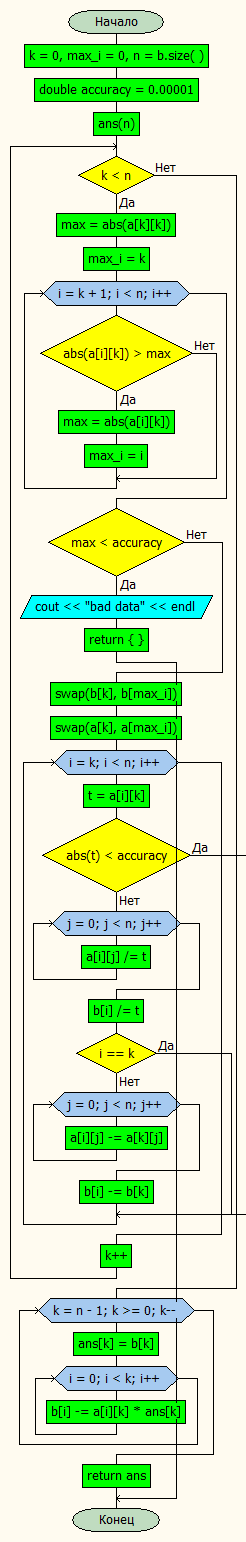 Начало
k = 0, max_i = 0, n = b.size( )
double accuracy = 0.00001
ans(n)
k < n
Нет
Да
max = abs(a[k][k])
max_i = k
i = k + 1; i < n; i++
abs(a[i][k]) > max
Нет
Да
max = abs(a[i][k])
max_i = i
max < accuracy
Нет
Да
cout << "bad data" << endl
return { }
swap(b[k], b[max_i])
swap(a[k], a[max_i])
i = k; i < n; i++
t = a[i][k]
abs(t) < accuracy
Да
Нет
j = 0; j < n; j++
a[i][j] /= t
b[i] /= t
i == k
Да
Нет
j = 0; j < n; j++
a[i][j] -= a[k][j]
b[i] -= b[k]
k++
k = n - 1; k >= 0; k--
ans[k] = b[k]
i = 0; i < k; i++
b[i] -= a[i][k] * ans[k]
return ans
Конец